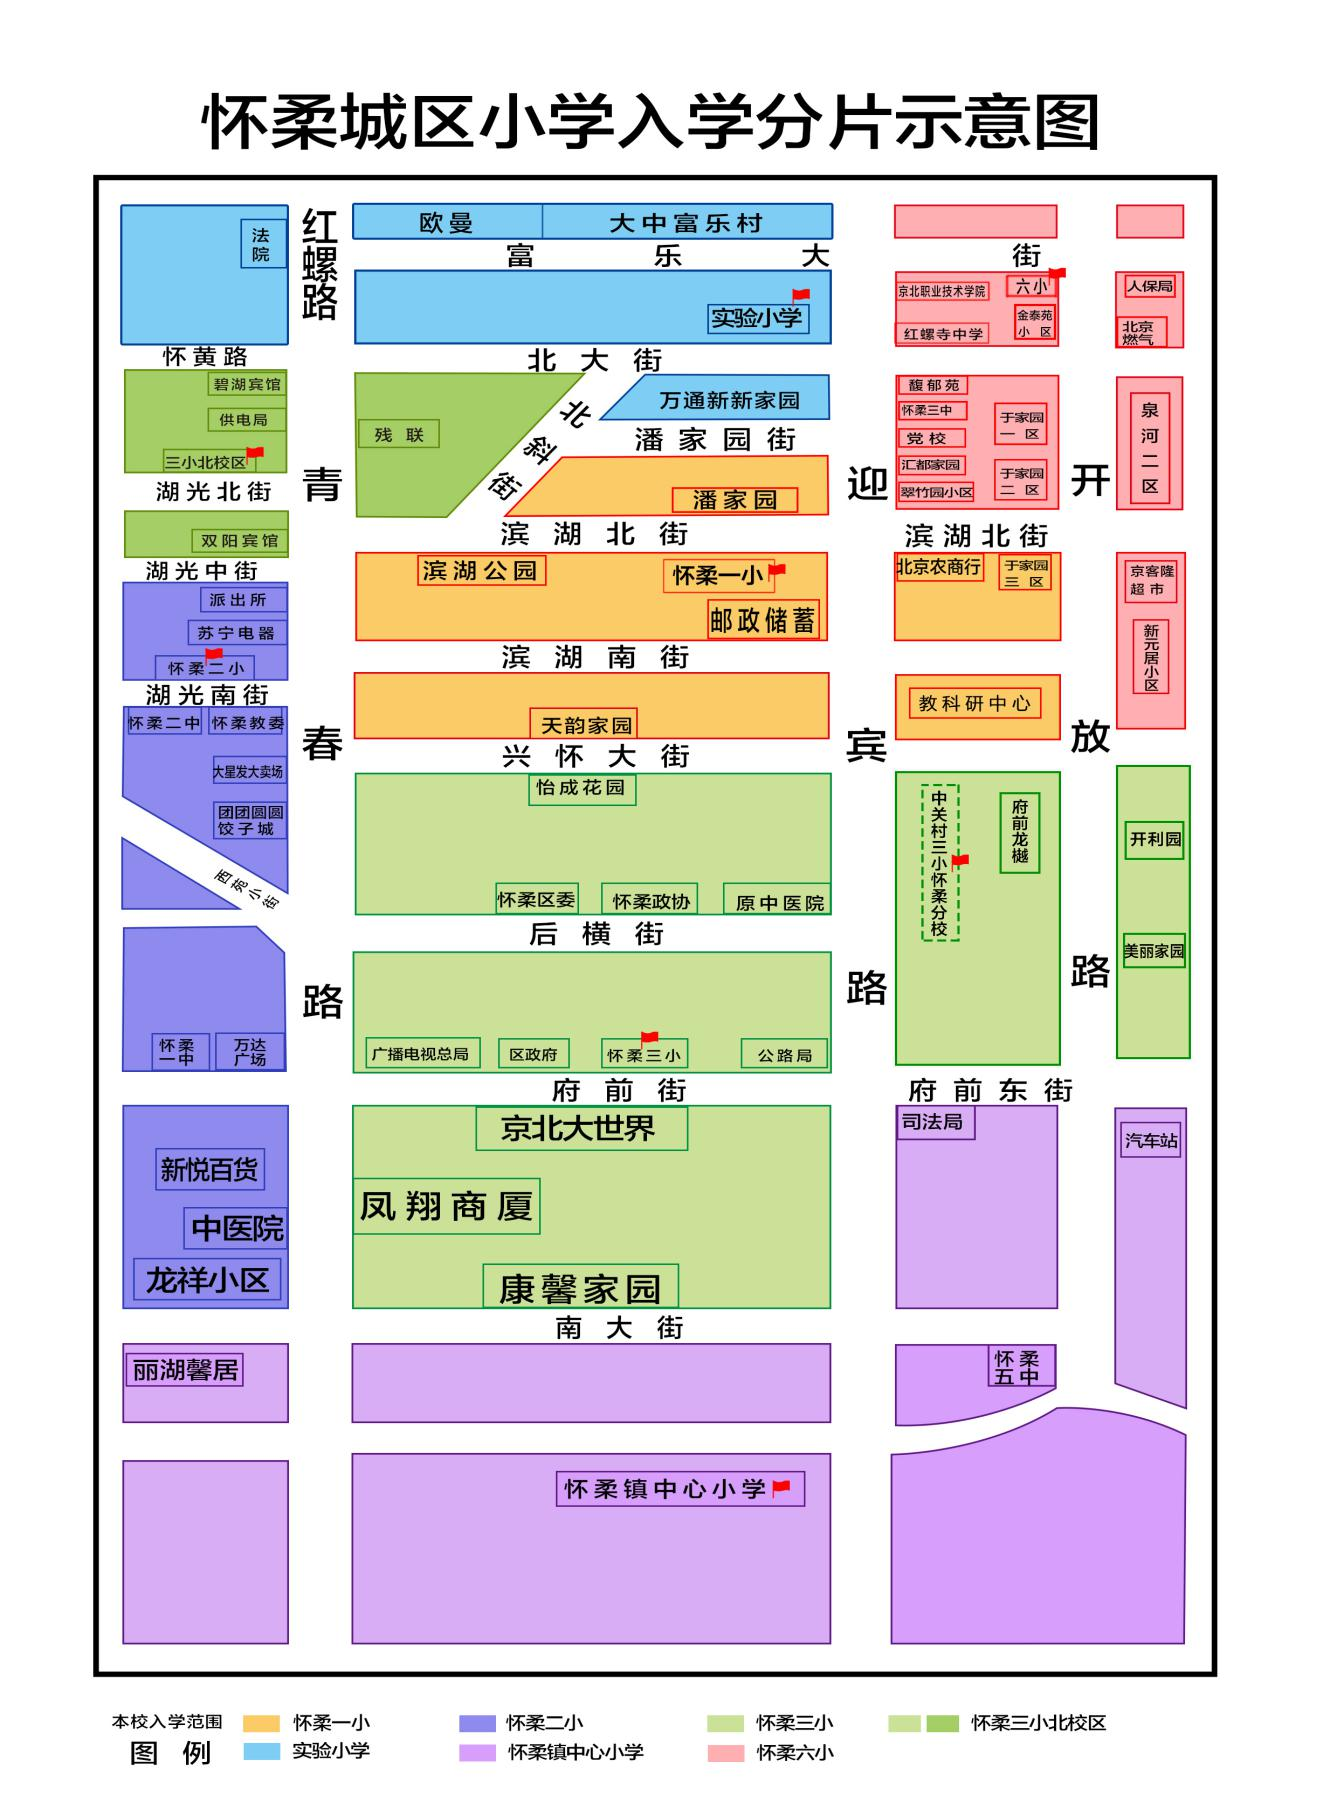 怀柔城区小学入学分片示意图
法院
红螺路
欧曼
大中富乐村
富乐大街
实验小学
京北职业技术学院
六小
金泰苑
小区
红螺寺中学
人保局
北京
燃气
怀黄路
北大街
碧湖宾馆
供电局
三小北校区
残联
北斜街
万通新新家园
潘家园街
潘家园
馥郁苑
怀柔三中
党校
汇都家园
翠竹园小区
于家园
一区
于家园
二区
泉河二区
湖光北街
青春路
迎宾路
开放路
双阳宾馆
滨湖北街
滨湖北街
湖光中街
派出所
苏宁电器
怀柔二小
滨湖公园
怀柔一小
邮政储蓄
北京农商行
于家园
三区
京客隆
超市
新元居小区
湖光南街
滨湖南街
怀柔二中
怀柔教委
大星发大卖场
团团圆圆
饺子城
天韵家园
教科研中心
兴怀大街
怡成花园
怀柔区委
怀柔政协
原中医院
中关村三小怀柔分校
府前龙樾
开利园
美丽家园
西苑小街
后横街
怀柔
一中
万达
广场
广播电视总局
区政府
怀柔三小
公路局
府前街
府前东街
新悦百货
中医院
龙祥小区
京北大世界
凤翔商厦
康馨家园
司法局
汽车站
南大街
丽湖馨居
怀柔
五中
怀柔镇中心小学
本校入学范围
图例
怀柔一小
怀柔二小
怀柔三小
怀柔三小北校区
实验小学
怀柔镇中心小学
怀柔六小